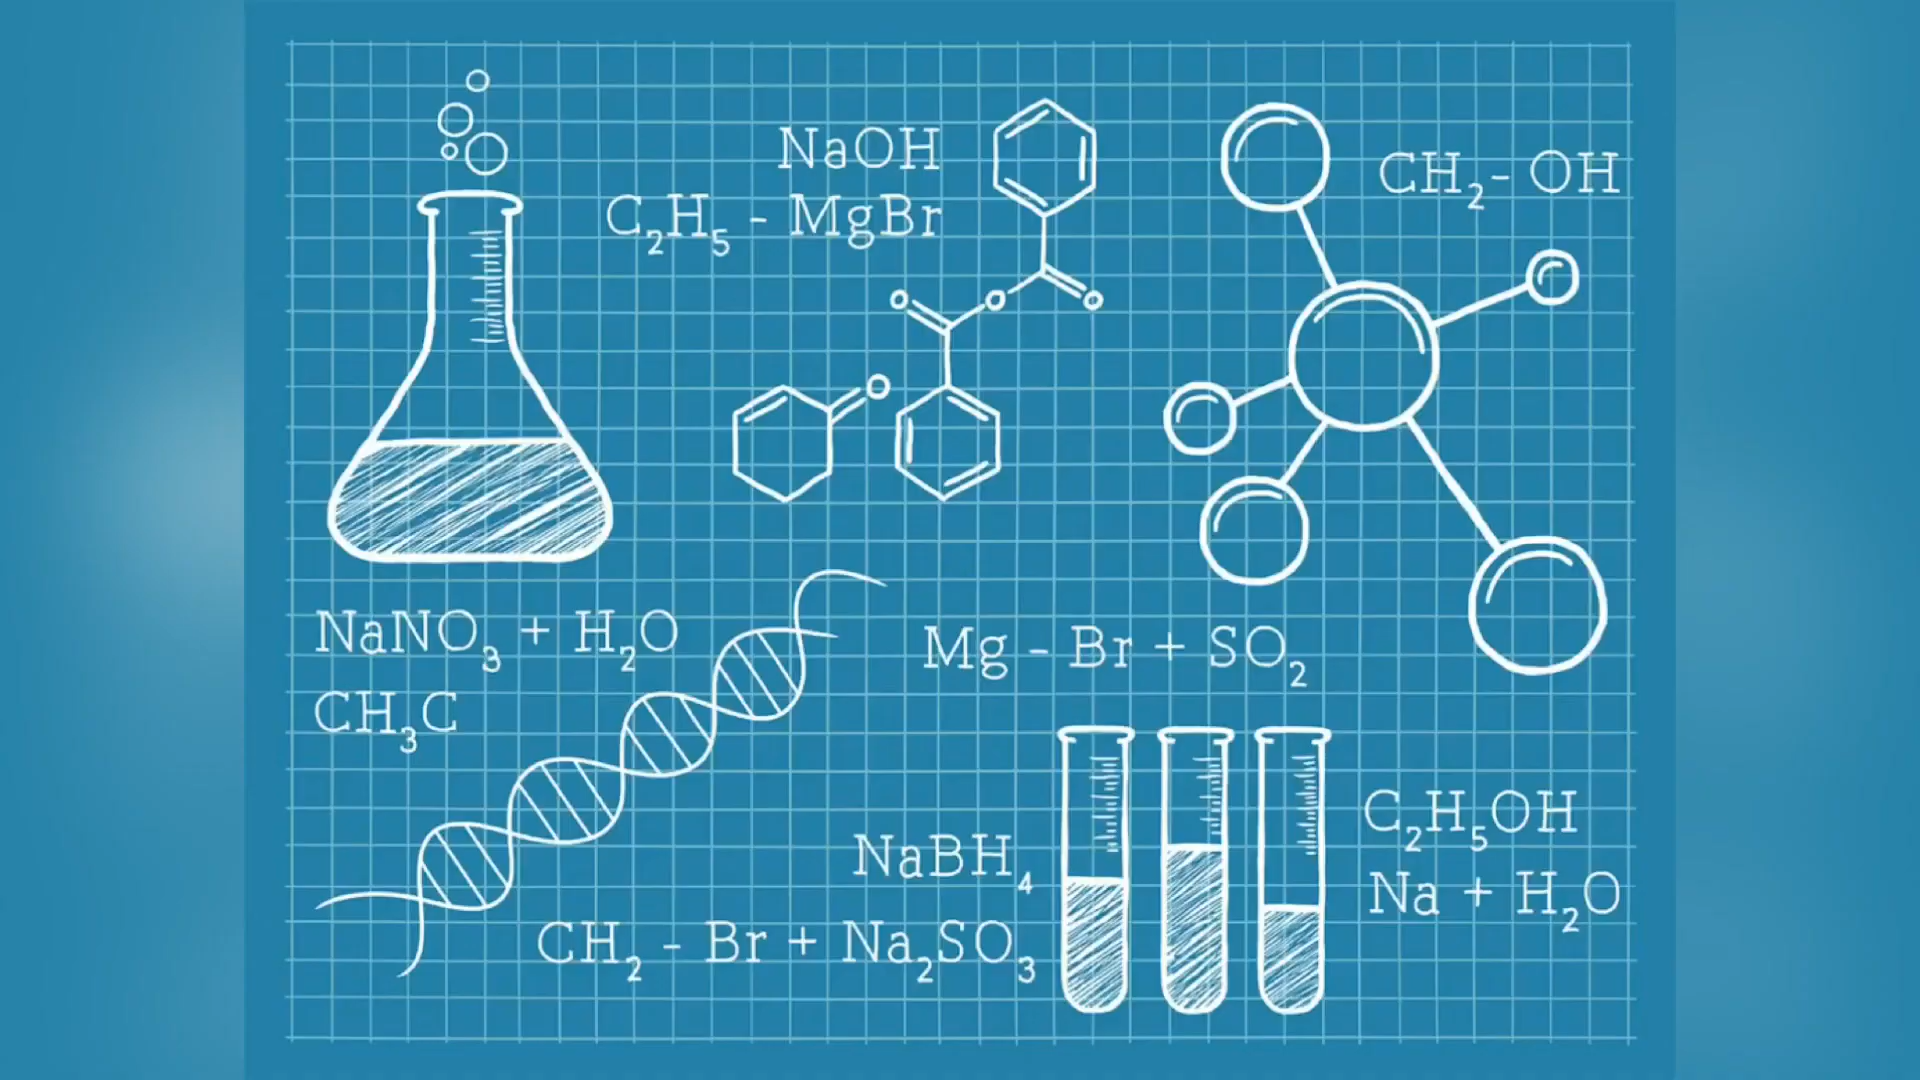 NaOH
C₂H₅ - MgBr
CH₂- OH
O
O
O
O
NaNO₃ + H₂O
CH₃C
Mg - Br + SO₂
C₂H₅OH
NaBH₄
Na + H₂O
CH₂ - Br + Na₂SO₃